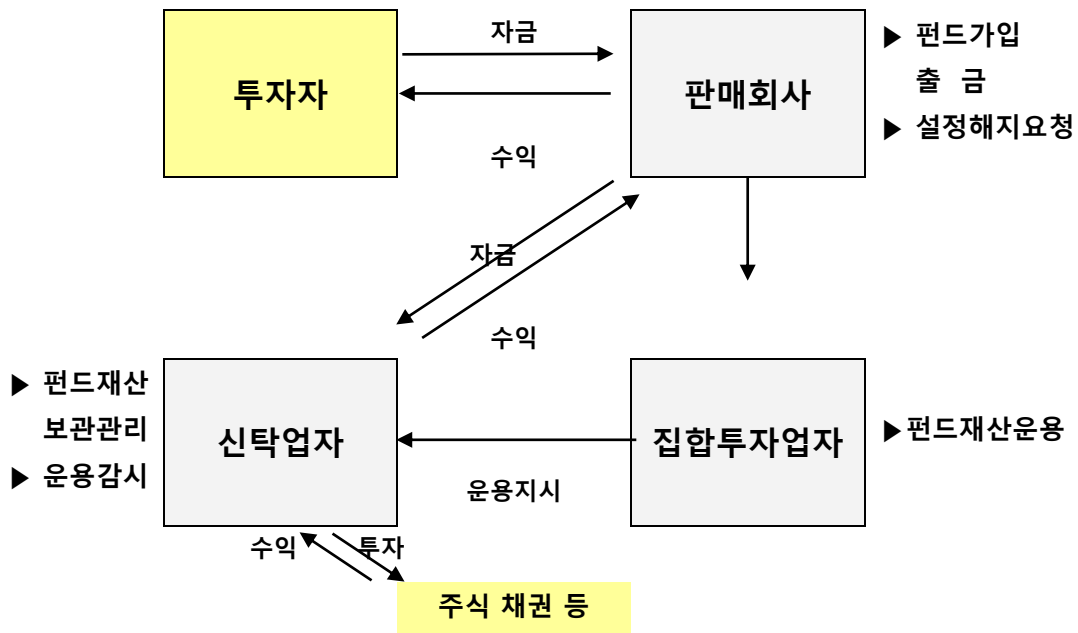 자금
▶ 펀드가입
투자자
판매회사
출 금
▶ 설정해지요청
수익
자금
수익
▶ 펀드재산
보관관리
▶ 운용감시
신탁업자
집합투자업자
▶펀드재산운용
운용지시
수익
투자
주식 채권 등